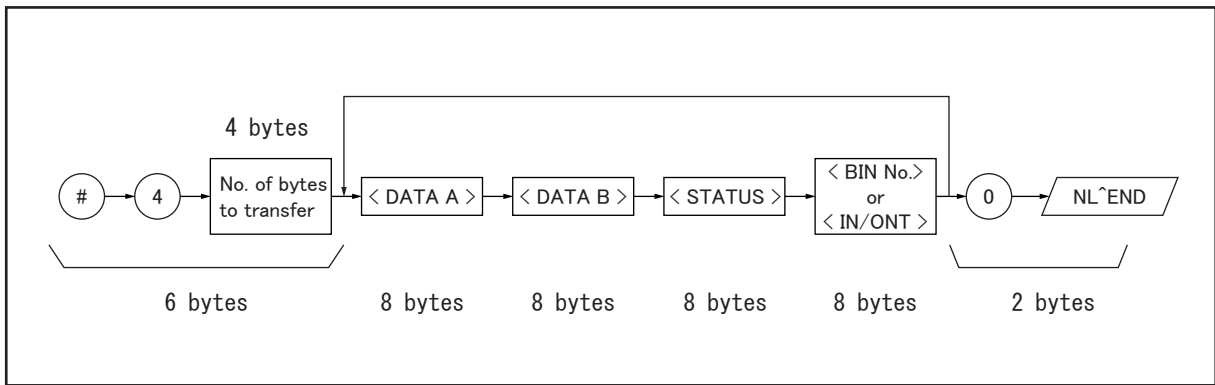 4 bytes
#
4
No. of bytes
to transfer
< DATA A >
< DATA B >
< STATUS >
< BIN No.>
or
< IN/ONT >
0
NL^END
6 bytes
8 bytes
8 bytes
8 bytes
8 bytes
2 bytes